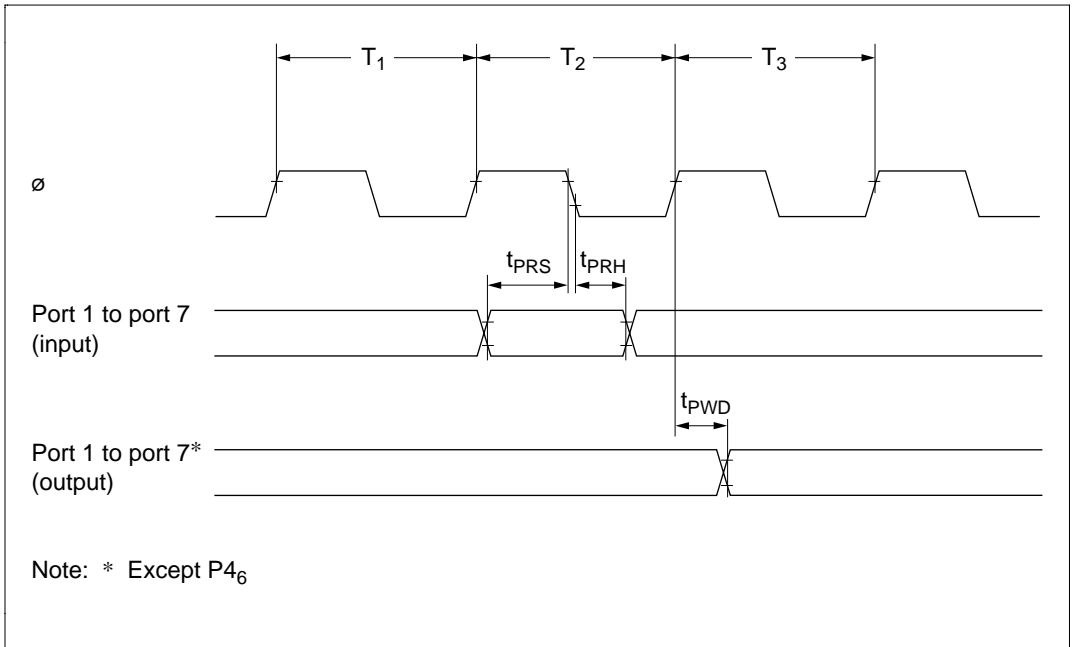 T₁ T₂ T₃
ø
tPRS tPRH
Port 1 to port 7
(input)
tPWD
Port 1 to port 7*
(output)
Note: * Except P4₆